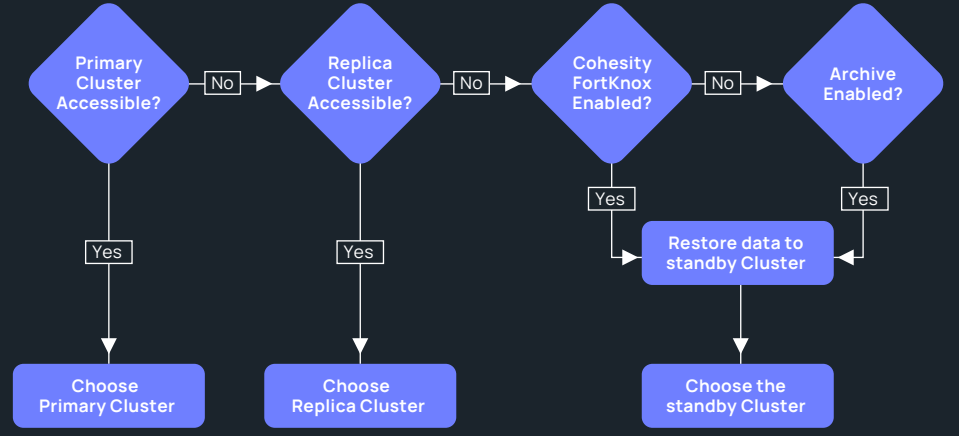 Primary
Cluster
Accessible?
No
Replica
Cluster
Accessible?
No
Cohesity
FortKnox
Enabled?
No
Archive
Enabled?
Yes
Yes
Yes
Yes
Restore data to
standby Cluster
Choose
Primary Cluster
Choose
Replica Cluster
Choose the
standby Cluster